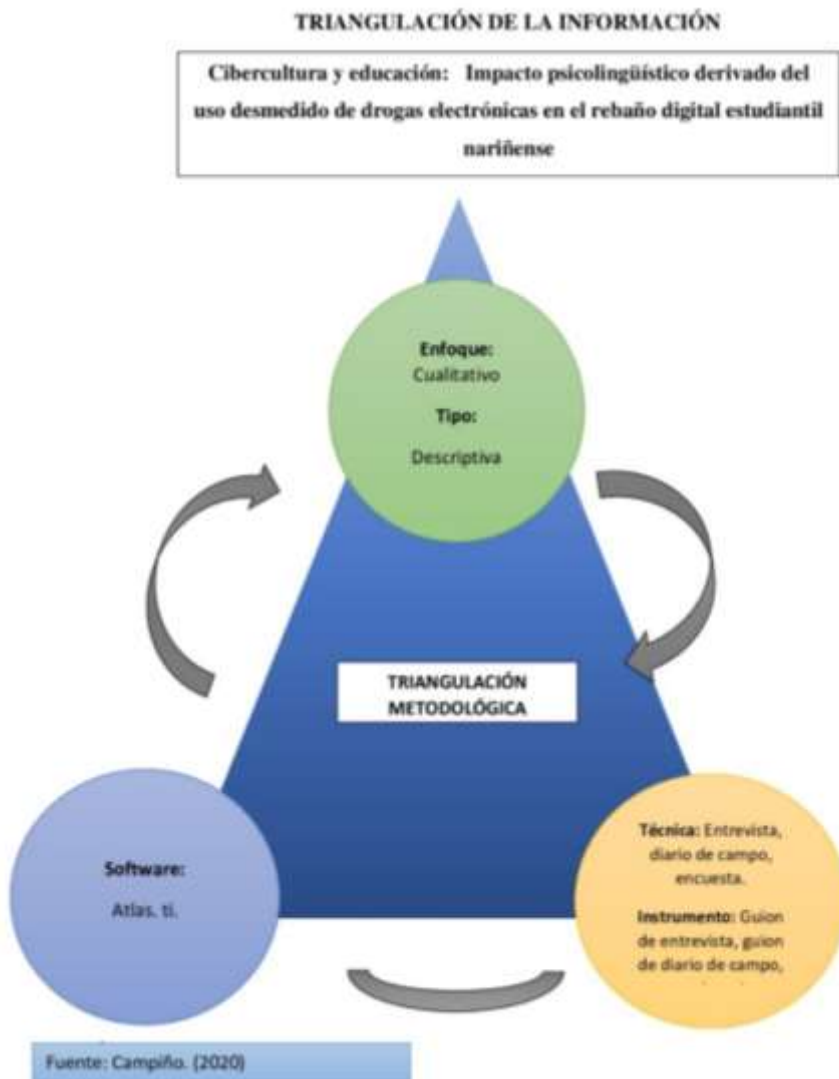 TRIANGULACIÓN DE LA INFORMACIÓN
Cibercultura y educación: Impacto psicolingüístico derivado del
uso desmedido de drogas electrónicas en el rebaño digital estudiantil
nariñense
Enfoque:
Cualitativo
Tipo:
Descriptiva
TRIANGULACIÓN
METODOLÓGICA
Software:
Atlas. ti.
Técnica: Entrevista,
diario de campo,
encuesta.
Instrumento: Guion
de entrevista, guion
de diario de campo,
Fuente: Campiño. (2020)